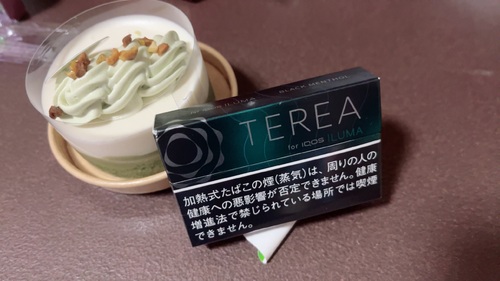 BLACK MENTHOL
TEREA
for IQOS ILUMA
加熱式たばこの煙(蒸気)は、周りの人の
健康への悪影響が否定できません。健康
増進法で禁じられている場所では喫煙
できません。